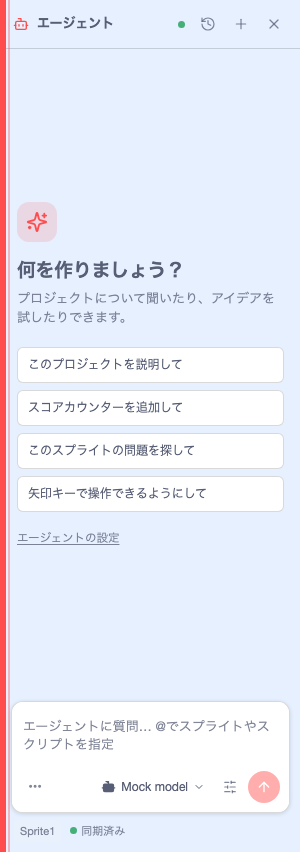 エージェント
何を作りましょう？
プロジェクトについて聞いたり、アイデアを
試したりできます。
このプロジェクトを説明して
スコアカウンターを追加して
このスプライトの問題を探して
矢印キーで操作できるようにして
エージェントの設定
エージェントに質問... @でスプライトやス
クリプトを指定
Mock model
Sprite1
同期済み